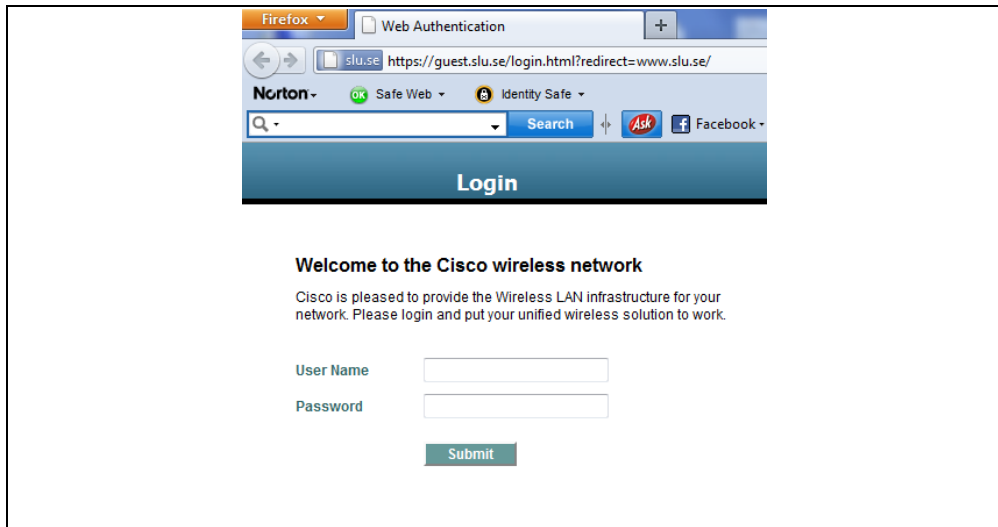 Firefox
Web Authentication
+
slu.se https://guest.slu.se/login.html?redirect=www.slu.se/
Norton OK Safe Web Identity Safe
Search Ask f Facebook
Login
Welcome to the Cisco wireless network
Cisco is pleased to provide the Wireless LAN infrastructure for your
network. Please login and put your unified wireless solution to work.
User Name
Password
Submit